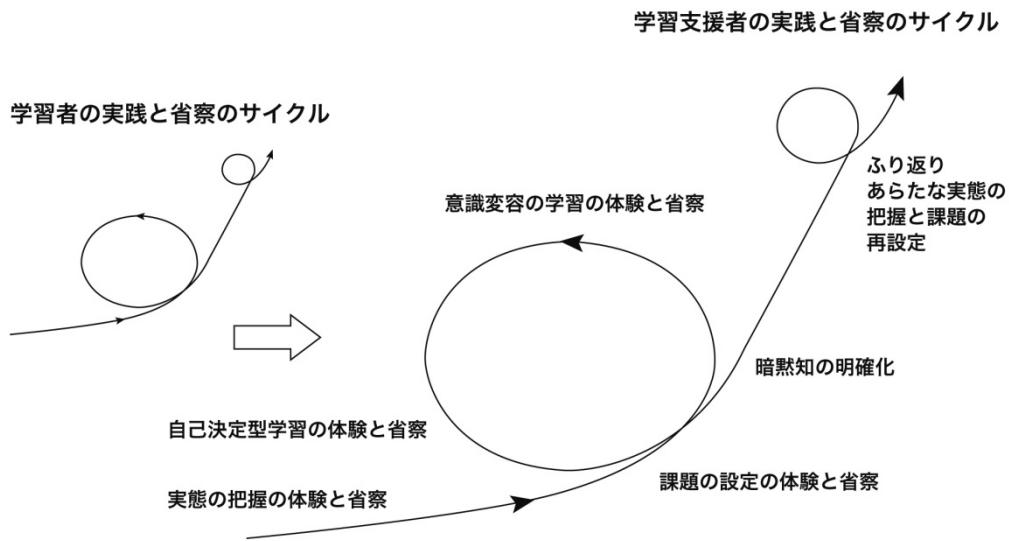 学習支援者の実践と省察のサイクル
学習者の実践と省察のサイクル
ふり返り
あらたな実態の
把握と課題の
再設定
意識変容の学習の体験と省察
暗黙知の明確化
自己決定型学習の体験と省察
課題の設定の体験と省察
実態の把握の体験と省察